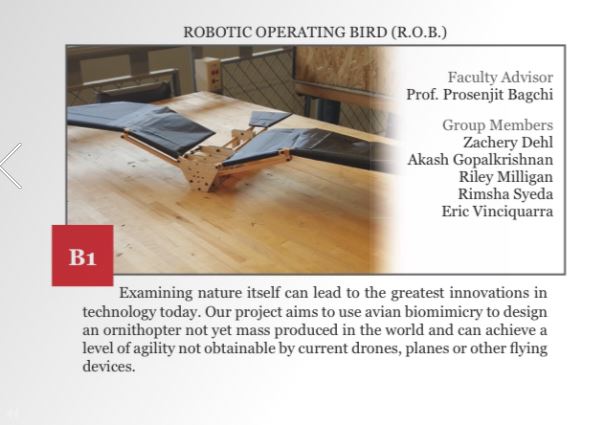 ROBOTIC OPERATING BIRD (R.O.B.)
Faculty Advisor
Prof. Prosenjit Bagchi
Group Members
Zachery Dehl
Akash Gopalkrishnan
Riley Milligan
Rimsha Syeda
Eric Vinciquarra
B1
Examining nature itself can lead to the greatest innovations in
technology today. Our project aims to use avian biomimicry to design
an ornithopter not yet mass produced in the world and can achieve a
level of agility not obtainable by current drones, planes or other flying
devices.